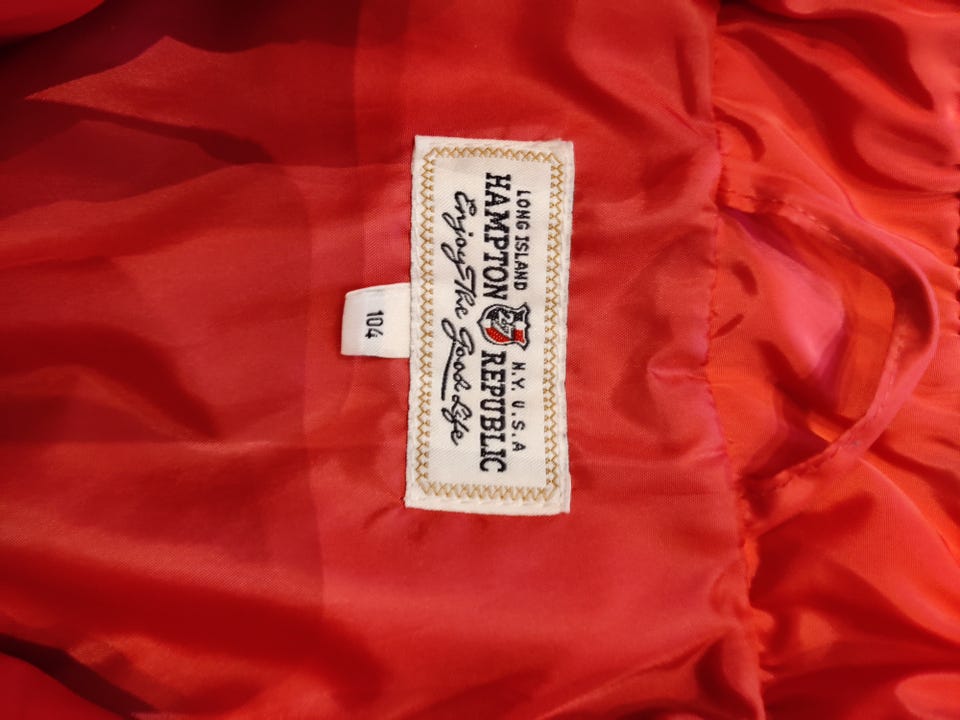 LONG ISLAND N.Y. U.S.A
HAMPTON REPUBLIC
Enjoy The Good Life
104